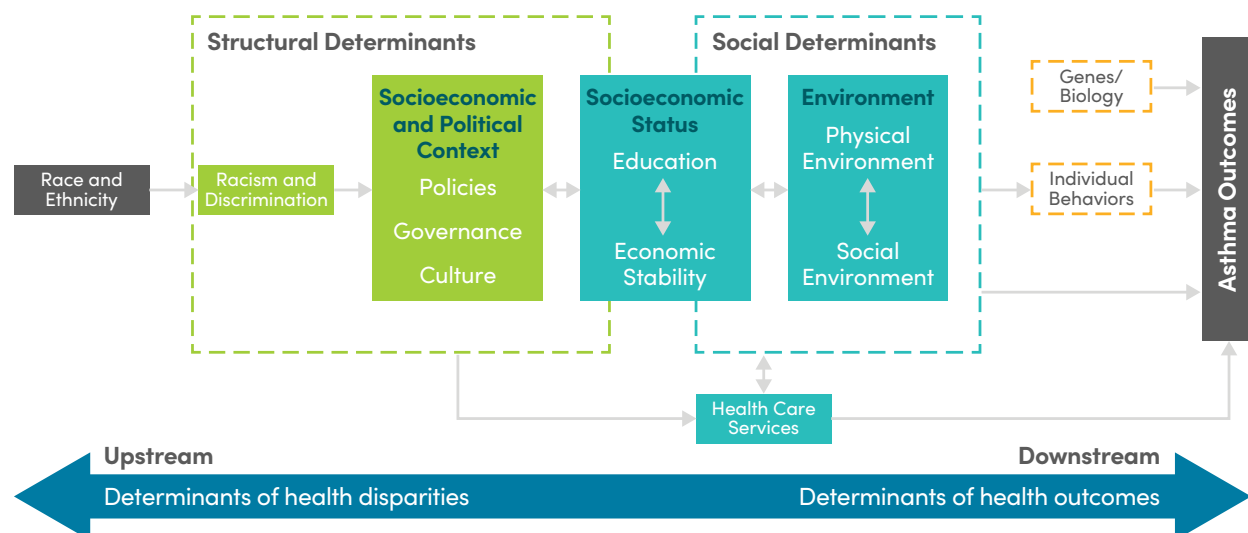 Structural Determinants
Social Determinants
Race and
Ethnicity
Racism and
Discrimination
Socioeconomic
and Political
Context
Policies
Governance
Culture
Socioeconomic
Status
Education
Economic
Stability
Environment
Physical
Environment
Social
Environment
Genes/
Biology
Individual
Behaviors
Asthma Outcomes
Health Care
Services
Upstream
Downstream
Determinants of health disparities
Determinants of health outcomes